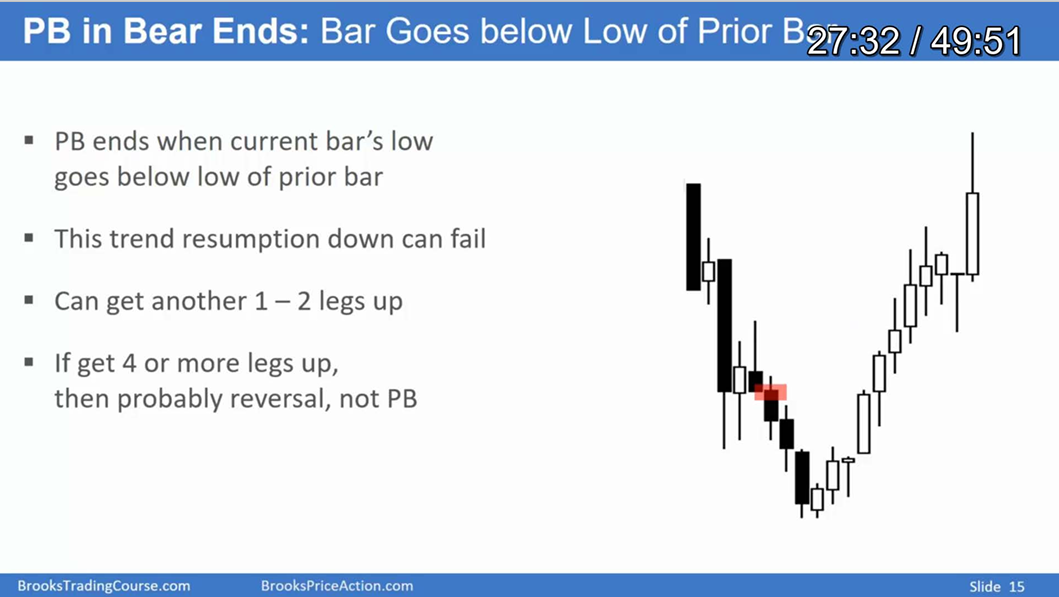 PB in Bear Ends: Bar Goes below Low of Prior Bar
27:32 / 49:51
▪ PB ends when current bar's low
goes below low of prior bar
▪ This trend resumption down can fail
▪ Can get another 1 – 2 legs up
▪ If get 4 or more legs up,
then probably reversal, not PB
BrooksTradingCourse.com BrooksPriceAction.com Slide 15